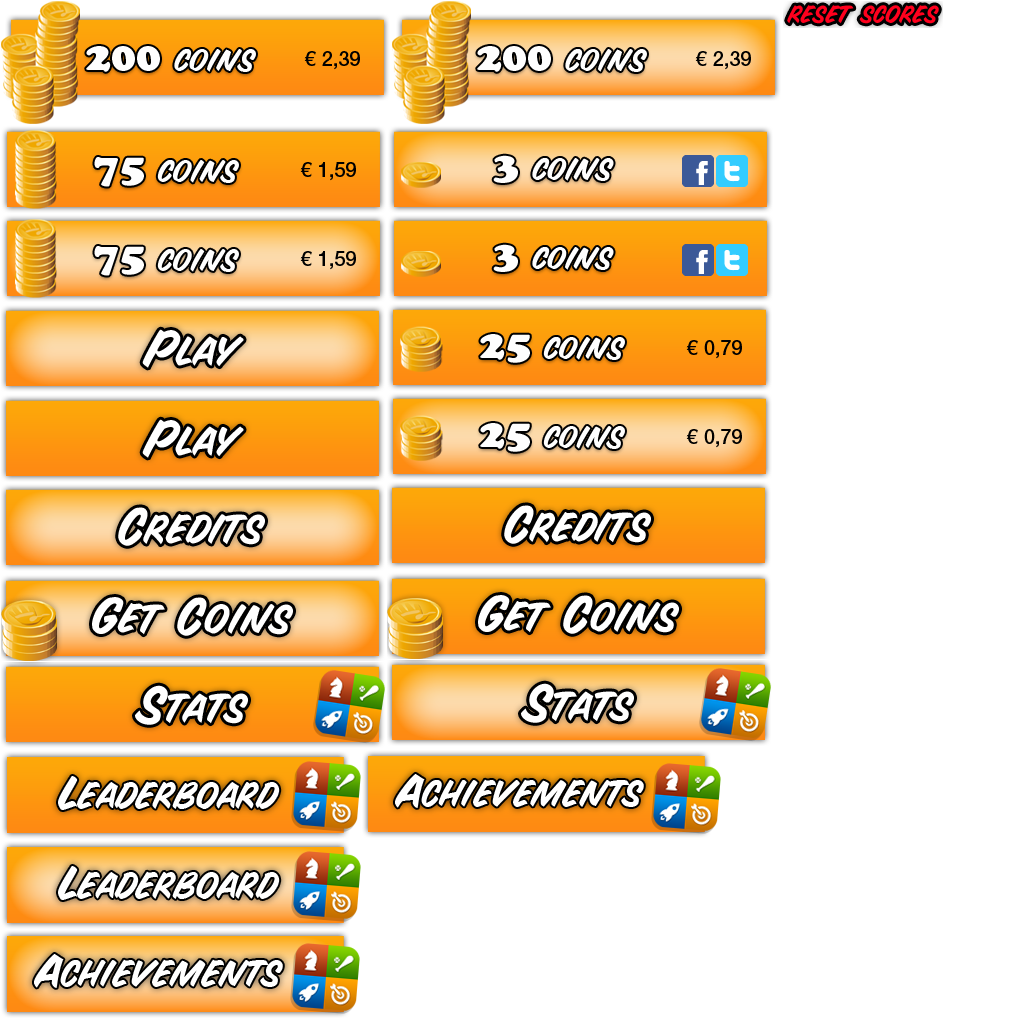 200 COINS € 2,39
200 COINS € 2,39
RESET SCORES
75 COINS € 1,59
3 COINS f t
75 COINS € 1,59
3 COINS f t
PLAY
25 COINS € 0,79
PLAY
25 COINS € 0,79
CREDITS
CREDITS
GET COINS
GET COINS
STATS
STATS
LEADERBOARD
ACHIEVEMENTS
LEADERBOARD
ACHIEVEMENTS